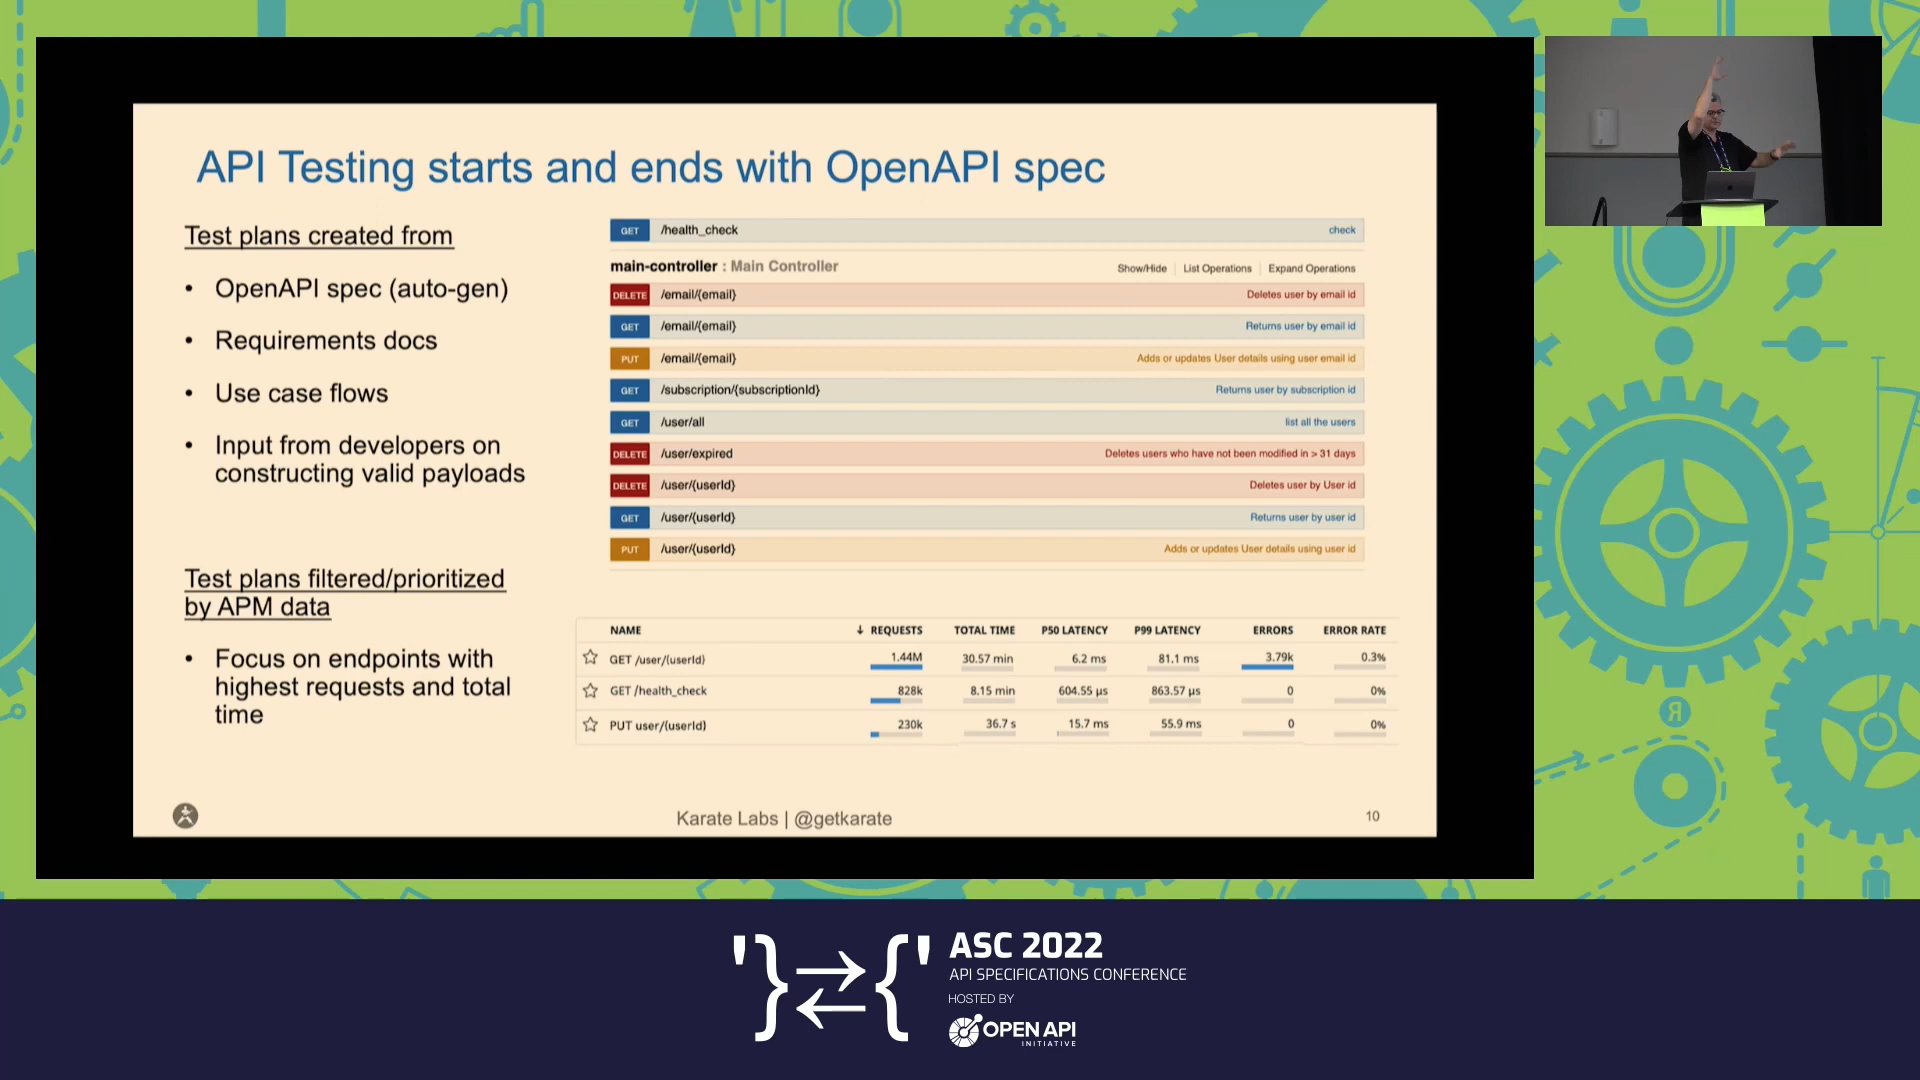 API Testing starts and ends with OpenAPI spec
Test plans created from
• OpenAPI spec (auto-gen)
• Requirements docs
• Use case flows
• Input from developers on
constructing valid payloads
Test plans filtered/prioritized
by APM data
• Focus on endpoints with
highest requests and total
time
GET /health_check check
main-controller : Main Controller Show/Hide List Operations Expand Operations
DELETE /email/{email} Deletes user by email id
GET /email/{email} Returns user by email id
PUT /email/{email} Adds or updates User details using user email id
GET /subscription/{subscriptionId} Returns user by subscription id
GET /user/all list all the users
DELETE /user/expired Deletes users who have not been modified in > 31 days
DELETE /user/{userId} Deletes user by User id
GET /user/{userId} Returns user by user id
PUT /user/{userId} Adds or updates User details using user id
NAME ↓ REQUESTS TOTAL TIME P50 LATENCY P99 LATENCY ERRORS ERROR RATE
GET /user/{userId} 1.44M 30.57 min 6.2 ms 81.1 ms 3.79k 0.3%
GET /health_check 828k 8.15 min 604.55 µs 863.57 µs 0 0%
PUT user/{userId} 230k 36.7 s 15.7 ms 55.9 ms 0 0%
Karate Labs | @getkarate
10
'}⇄{'
ASC 2022
API SPECIFICATIONS CONFERENCE
HOSTED BY
OPENAPI
INITIATIVE